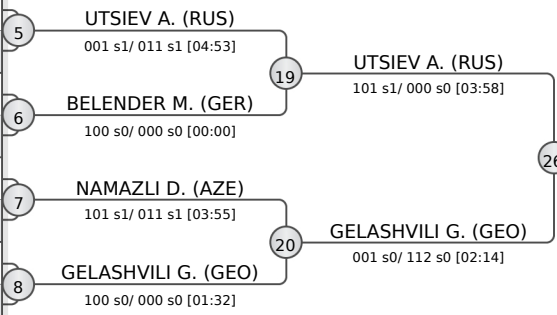 5
UTSIEV A. (RUS)
001 s1/ 011 s1 [04:53]
19
UTSIEV A. (RUS)
101 s1/ 000 s0 [03:58]
6
BELENDER M. (GER)
100 s0/ 000 s0 [00:00]
26
7
NAMAZLI D. (AZE)
101 s1/ 011 s1 [03:55]
20
GELASHVILI G. (GEO)
001 s0/ 112 s0 [02:14]
8
GELASHVILI G. (GEO)
100 s0/ 000 s0 [01:32]